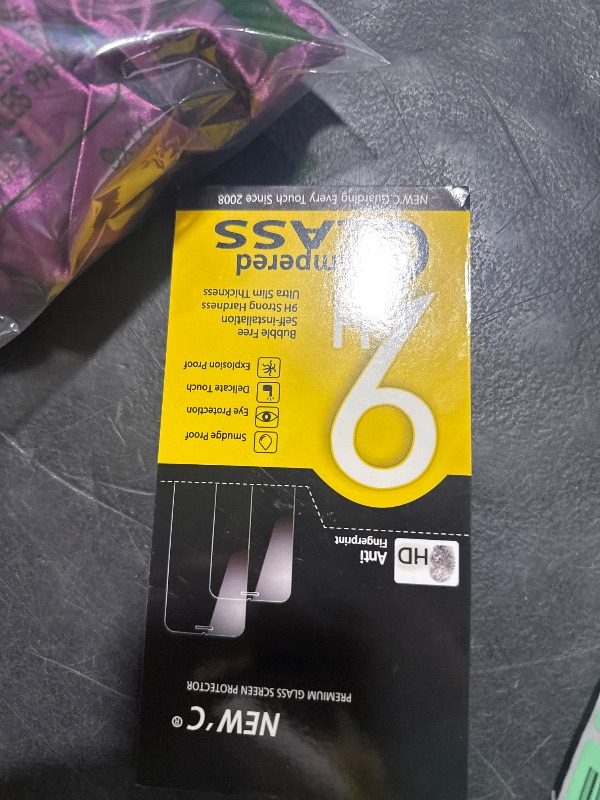 NEW'C®
PREMIUM GLASS SCREEN PROTECTOR
HD
Anti
Fingerprint
9H
Smudge Proof
Eye Protection
Delicate Touch
Explosion Proof
Bubble Free
Self-installation
9H Strong Hardness
Ultra Slim Thickness
GLASS
NEW'C,Guarding Every Touch Since 2008